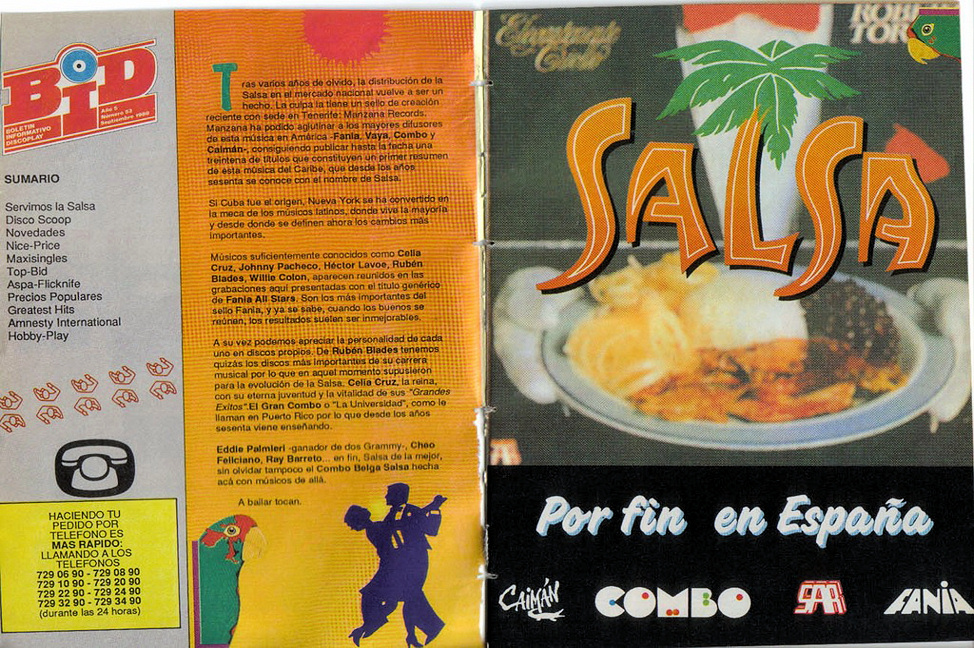 BID
BOLETIN
INFORMATIVO
DISCOPLAY
Año 5
Número 53
Septiembre 1988
SUMARIO
Servimos la Salsa
Disco Scoop
Novedades
Nice-Price
Maxisingles
Top-Bid
Aspa-Flicknife
Precios Populares
Greatest Hits
Amnesty International
Hobby-Play
HACIENDO TU
PEDIDO POR
TELEFONO ES
MAS RAPIDO:
LLAMANDO A LOS
TELEFONOS
729 06 90 - 729 08 90
729 10 90 - 729 20 90
729 22 90 - 729 24 90
729 32 90 - 729 34 90
(durante las 24 horas)
Tras varios años de olvido, la distribución de la
Salsa en el mercado nacional vuelve a ser un
hecho. La culpa la tiene un sello de creación
reciente con sede en Tenerife: Manzana Records.
Manzana ha podido aglutinar a los mayores difusores
de esta música en América -Fania, Vaya, Combo y
Caimán-, consiguiendo publicar hasta la fecha una
treintena de títulos que constituyen un primer resumen
de esta música del Caribe, que desde los años
sesenta se conoce con el nombre de Salsa.
Si Cuba fue el origen, Nueva York se ha convertido en
la meca de los músicos latinos, donde vive la mayoría
y desde donde se definen ahora los cambios más
importantes.
Músicos suficientemente conocidos como Celia
Cruz, Johnny Pacheco, Héctor Lavoe, Rubén
Blades, Willie Colon, aparecen reunidos en las
grabaciones aquí presentadas con el título genérico
de Fania All Stars. Son los más importantes del
sello Fania, y ya se sabe, cuando los buenos se
reúnen, los resultados suelen ser inmejorables.
A su vez podemos apreciar la personalidad de cada
uno en discos propios. De Rubén Blades tenemos
quizás los discos más importantes de su carrera
musical por lo que en aquel momento supusieron
para la evolución de la Salsa. Celia Cruz, la reina,
con su eterna juventud y la vitalidad de sus "Grandes
Exitos".El Gran Combo o "La Universidad", como le
llaman en Puerto Rico por lo que desde los años
sesenta viene enseñando.
Eddie Palmieri -ganador de dos Grammy-, Cheo
Feliciano, Ray Barreto... en fin, Salsa de la mejor,
sin olvidar tampoco el Combo Belga Salsa hecha
acá con músicos de allá.
A bailar tocan.
SALSA
Por fin en España
CAIMÁN
COMBO
SAR
FANIA